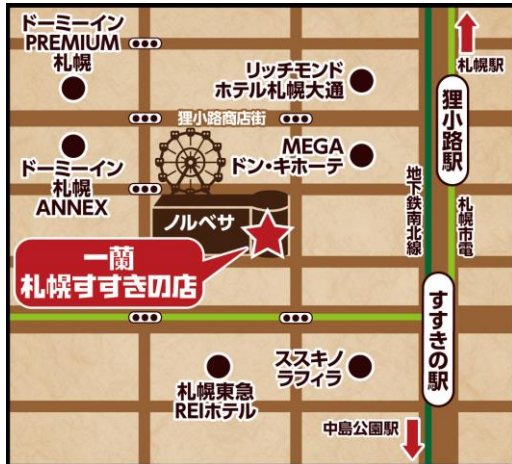 ドーミーイン
PREMIUM
札幌
リッチモンド
ホテル札幌大通
札幌駅
狸小路駅
狸小路商店街
ドーミーイン
札幌
ANNEX
MEGA
ドン・キホーテ
地下鉄南北線
札幌市電
ノルベサ
一蘭
札幌すすきの店
すすきの駅
札幌東急
REIホテル
ススキノ
ラフィラ
中島公園駅